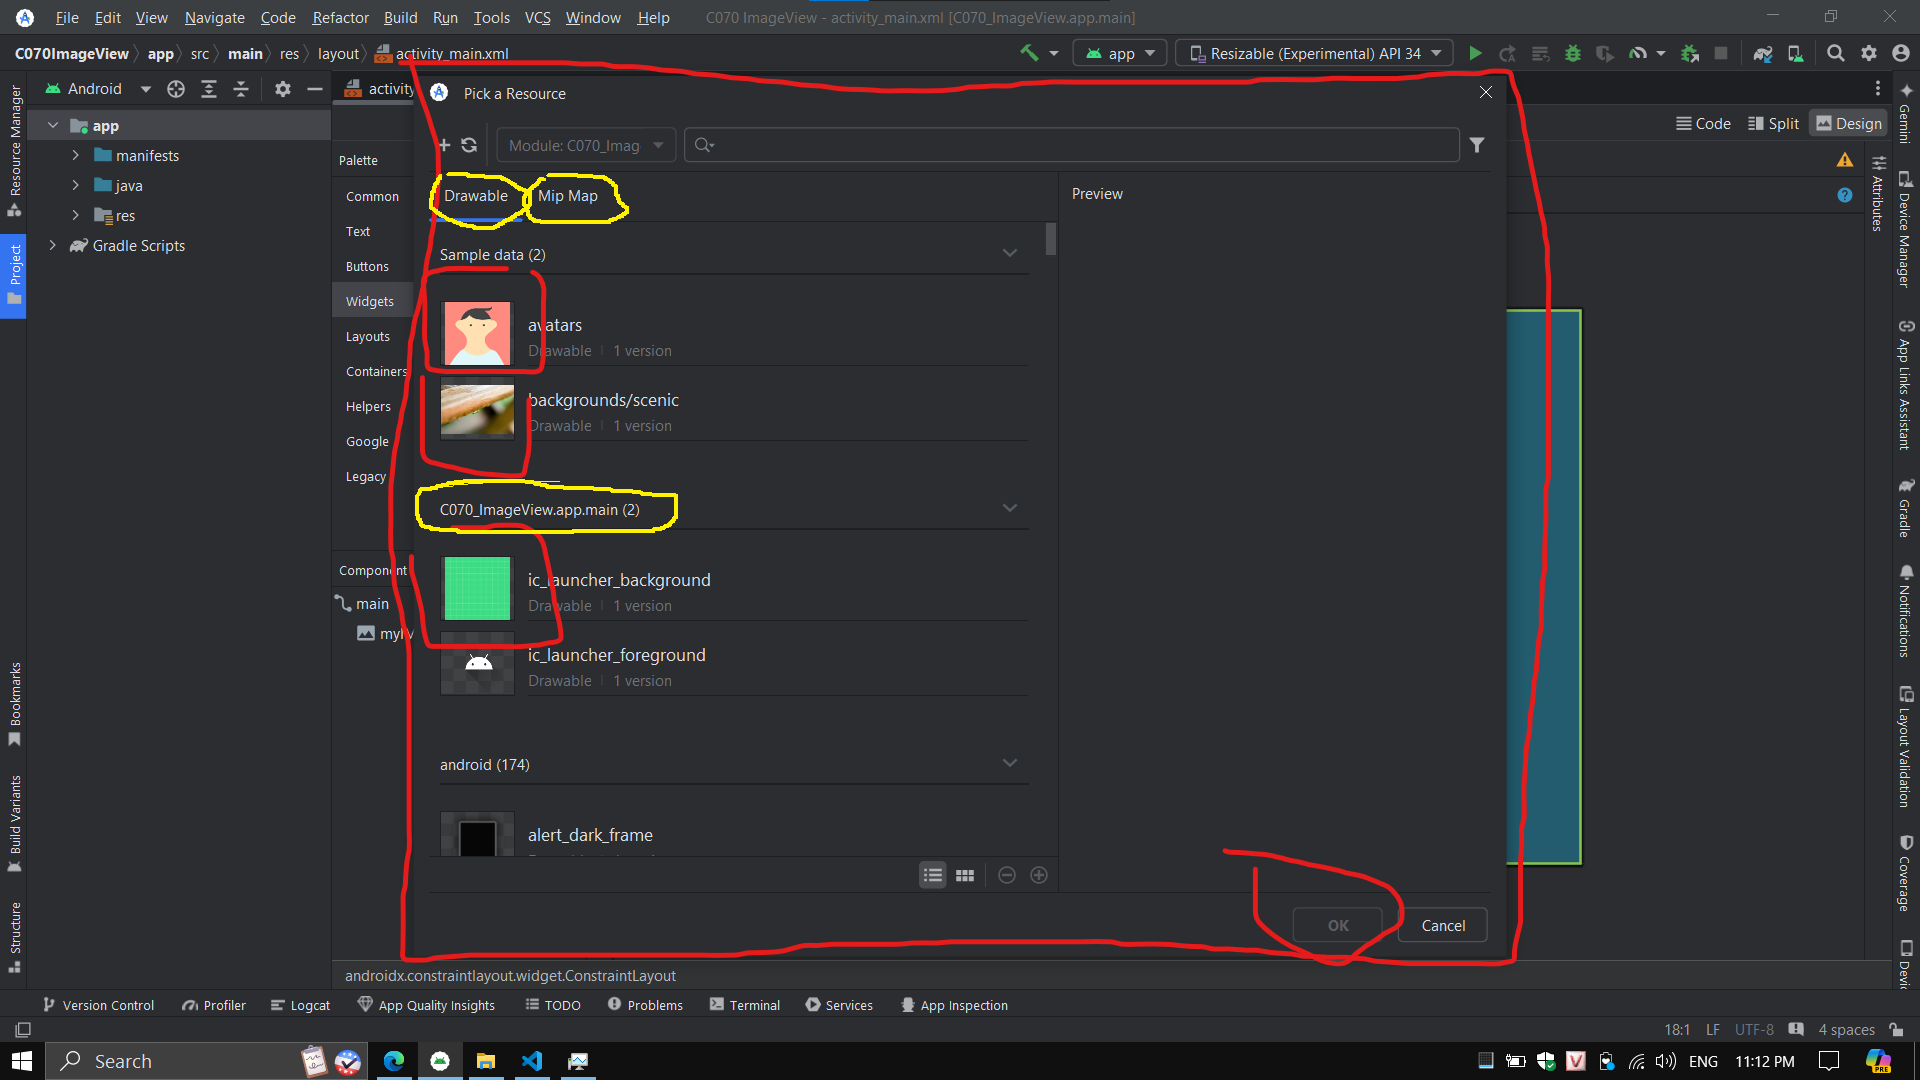 File Edit View Navigate Code Refactor Build Run Tools VCS Window Help C070 ImageView - activity_main.xml [C070_ImageView.app.main]
C070ImageView app src main res layout activity_main.xml
app Resizable (Experimental) API 34
Android
activity
Pick a Resource
app
manifests
java
res
Gradle Scripts
Resource Manager
Project
Bookmarks
Build Variants
Structure
Palette
Common
Text
Buttons
Widgets
Layouts
Containers
Helpers
Google
Legacy
Component
main
Module: C070_Imag
Drawable Mip Map
Preview
Sample data (2)
avatars
Drawable 1 version
backgrounds/scenic
Drawable 1 version
C070_ImageView.app.main (2)
ic_launcher_background
Drawable 1 version
ic_launcher_foreground
Drawable 1 version
android (174)
alert_dark_frame
OK Cancel
Code Split Design
Attributes
Gemini
Device Manager
App Links Assistant
Gradle
Notifications
Layout Validation
Coverage
androidx.constraintlayout.widget.ConstraintLayout
Version Control Profiler Logcat App Quality Insights TODO Problems Terminal Services App Inspection
18:1 LF UTF-8 4 spaces
Search
ENG 11:12 PM
PRE